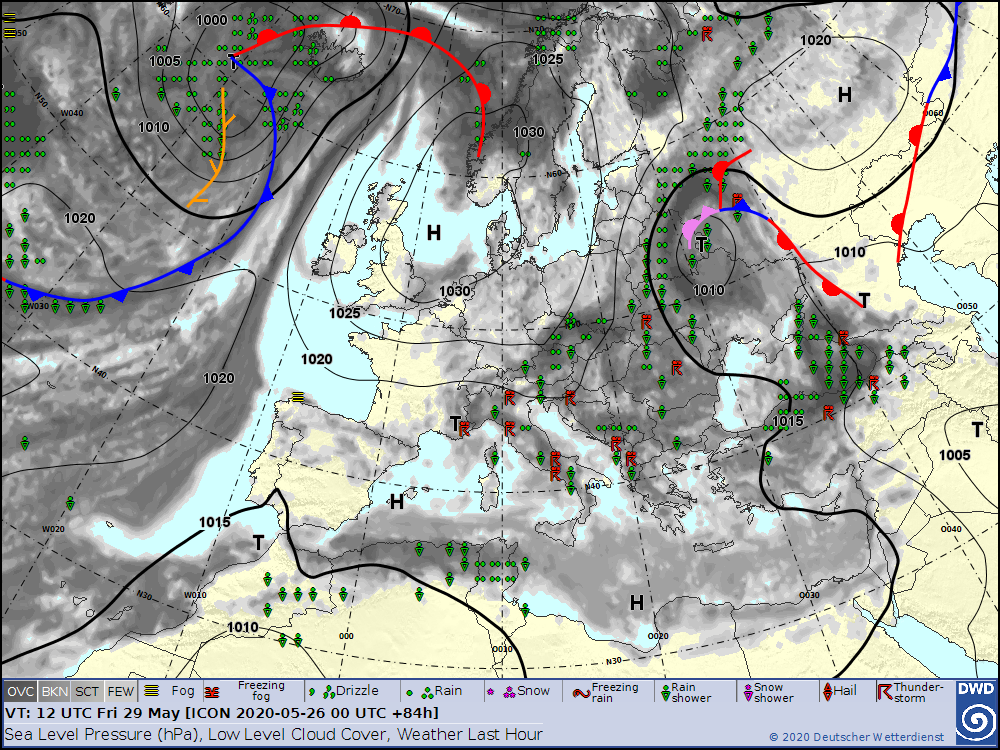 1000
N70
1005
T
1025
1020
H
W040
N50
50
1010
1030
O060
N60
1020
H
T
1010
1010
W030
1030
1025
T
O050
N40
1020
1020
T
1015
T
1005
N40
H
W020
1015
T
O040
N30
W010
O030
H
1010
000
O010
O020
N30
OVC BKN SCT FEW Fog Freezing fog Drizzle Rain Snow Freezing rain Rain shower Snow shower Hail Thunder-storm DWD
VT: 12 UTC Fri 29 May [ICON 2020-05-26 00 UTC +84h]
Sea Level Pressure (hPa), Low Level Cloud Cover, Weather Last Hour
© 2020 Deutscher Wetterdienst